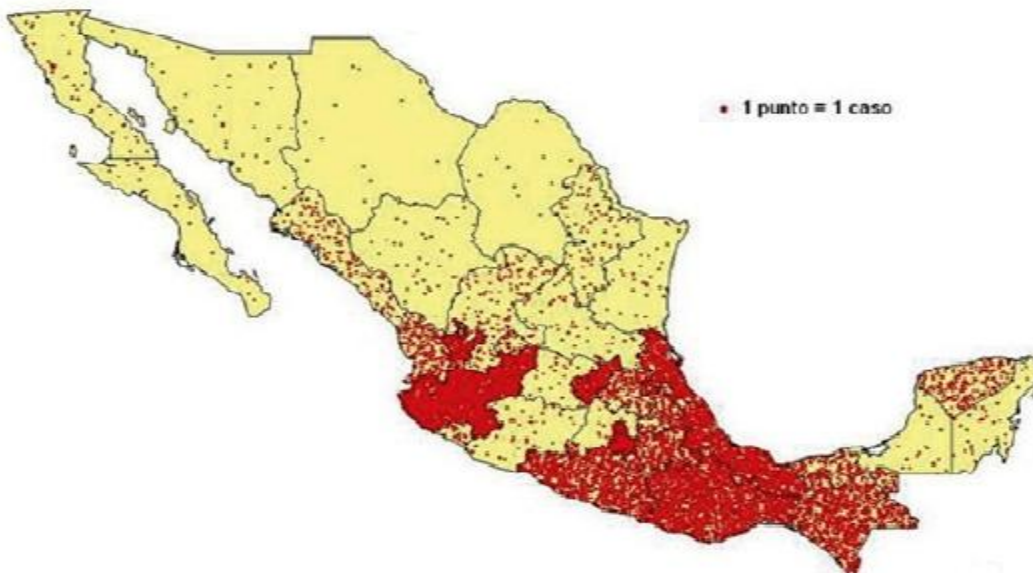 1 punto = 1 caso